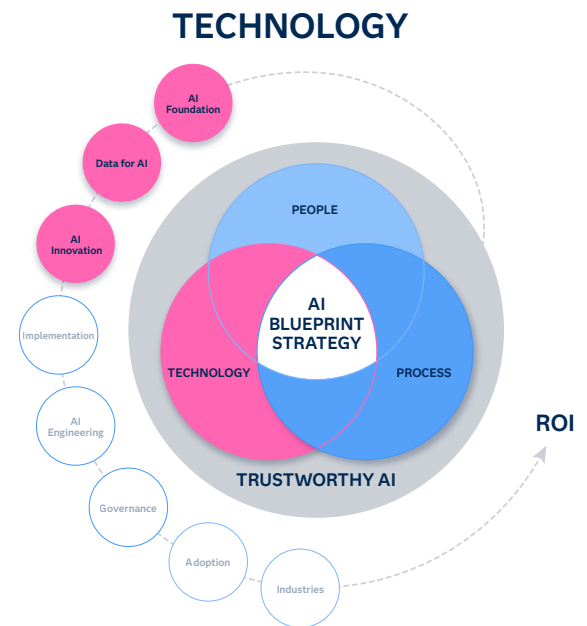 TECHNOLOGY
AI
Foundation
Data for AI
AI
Innovation
Implementation
AI
Engineering
Governance
Adoption
Industries
PEOPLE
AI
BLUEPRINT
STRATEGY
TECHNOLOGY
PROCESS
TRUSTWORTHY AI
ROI